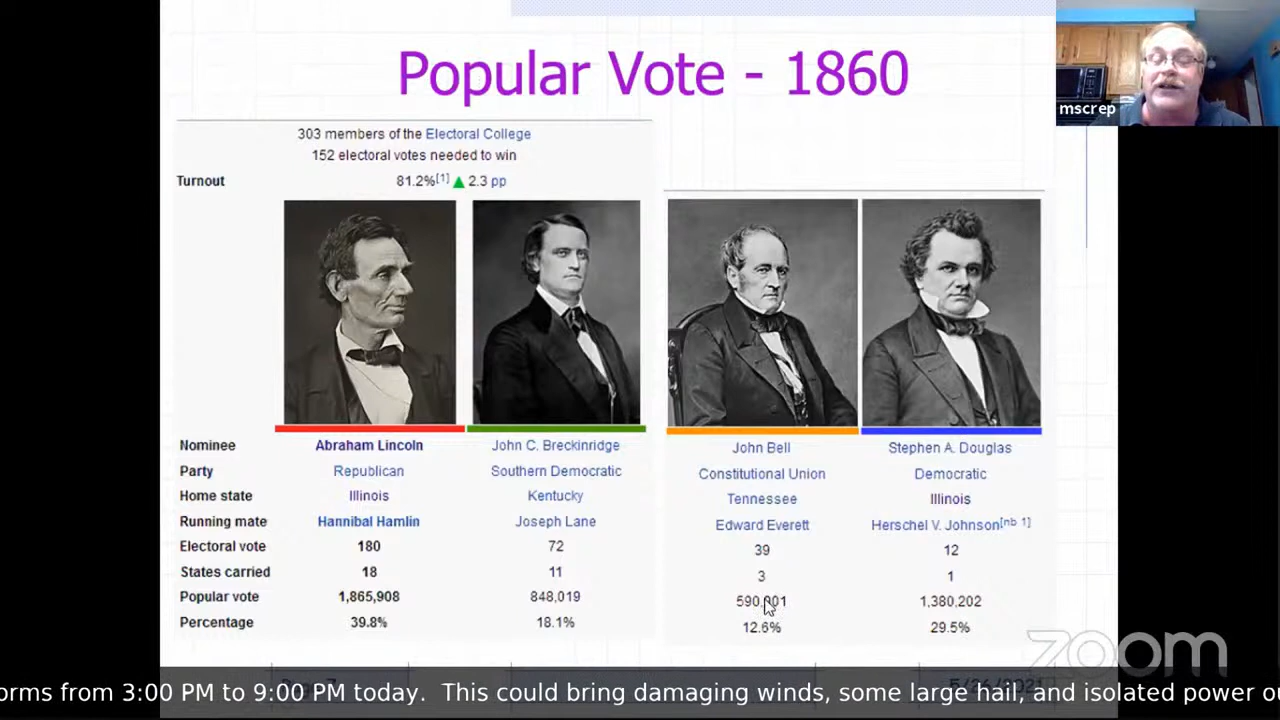 Popular Vote - 1860
mscrep
303 members of the Electoral College
152 electoral votes needed to win
Turnout 81.2%[1] ▲ 2.3 pp
Nominee Abraham Lincoln John C. Breckinridge John Bell Stephen A. Douglas
Party Republican Southern Democratic Constitutional Union Democratic
Home state Illinois Kentucky Tennessee Illinois
Running mate Hannibal Hamlin Joseph Lane Edward Everett Herschel V. Johnson[nb 1]
Electoral vote 180 72 39 12
States carried 18 11 3 1
Popular vote 1,865,908 848,019 1,380,202
Percentage 39.8% 18.1% 12.6% 29.5%
zoom
5/26/2021
orms from 3:00 PM to 9:00 PM today. This could bring damaging winds, some large hail, and isolated power